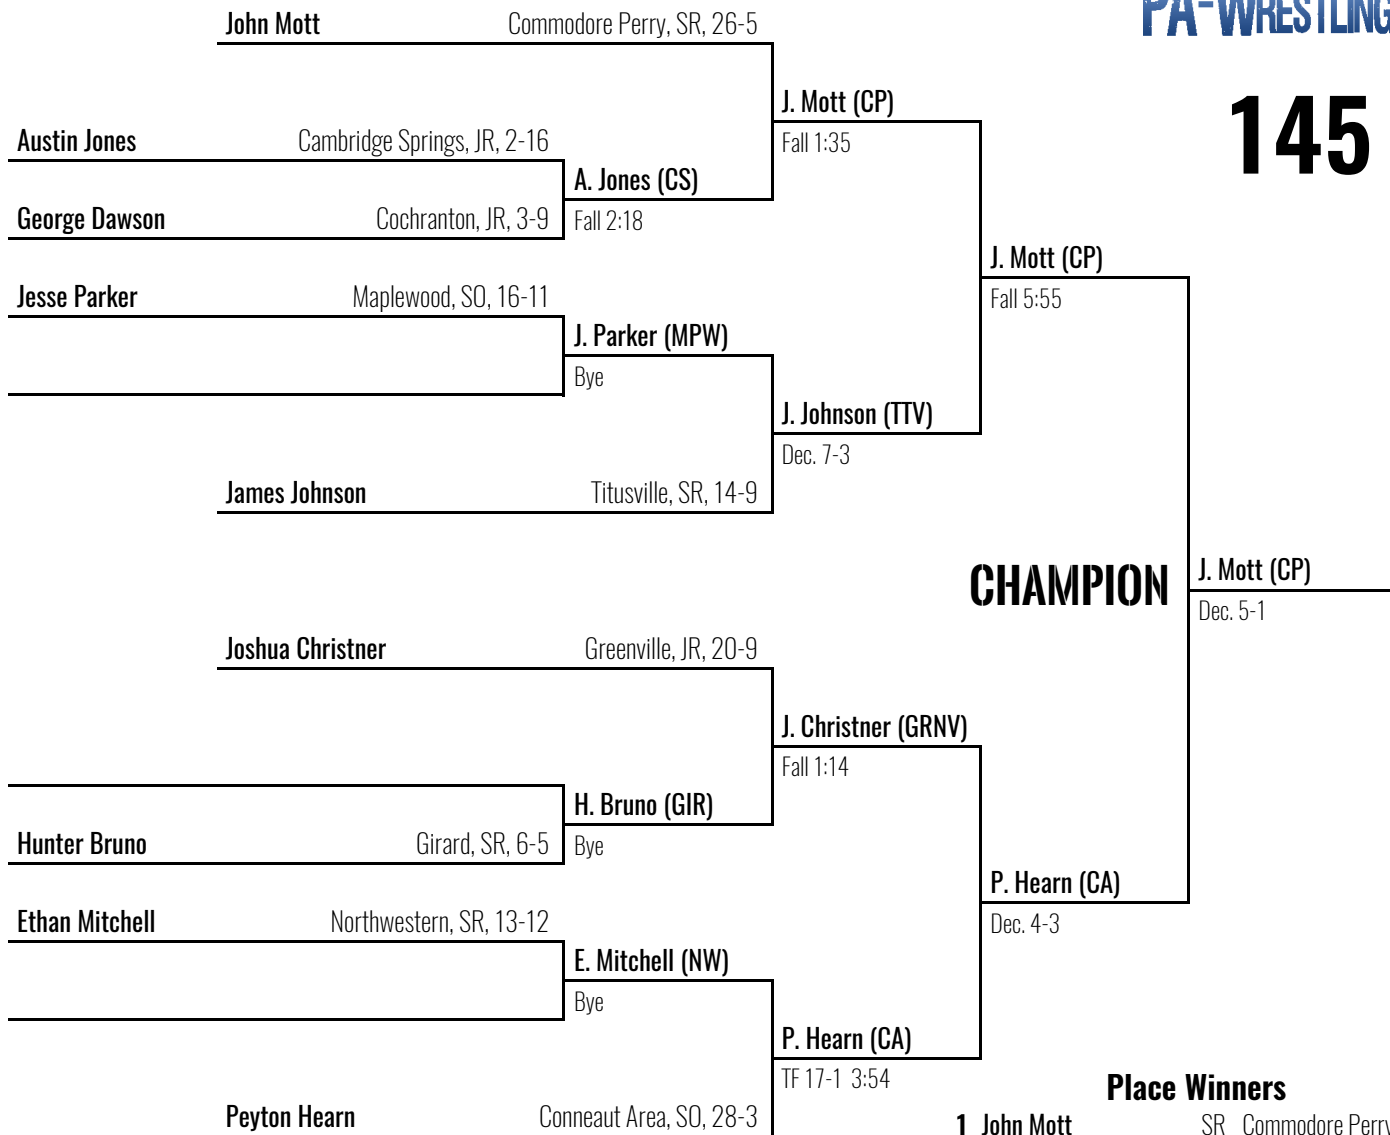 PA-WRESTLING
145
John Mott Commodore Perry, SR, 26-5
J. Mott (CP)
Fall 1:35
Austin Jones Cambridge Springs, JR, 2-16
A. Jones (CS)
Fall 2:18
George Dawson Cochranton, JR, 3-9
J. Mott (CP)
Fall 5:55
Jesse Parker Maplewood, SO, 16-11
J. Parker (MPW)
Bye
J. Johnson (TTV)
Dec. 7-3
James Johnson Titusville, SR, 14-9
CHAMPION
J. Mott (CP)
Dec. 5-1
Joshua Christner Greenville, JR, 20-9
J. Christner (GRNV)
Fall 1:14
H. Bruno (GIR)
Bye
Hunter Bruno Girard, SR, 6-5
P. Hearn (CA)
Dec. 4-3
Ethan Mitchell Northwestern, SR, 13-12
E. Mitchell (NW)
Bye
P. Hearn (CA)
TF 17-1 3:54
Peyton Hearn Conneaut Area, SO, 28-3
Place Winners
1 John Mott SR Commodore Perry